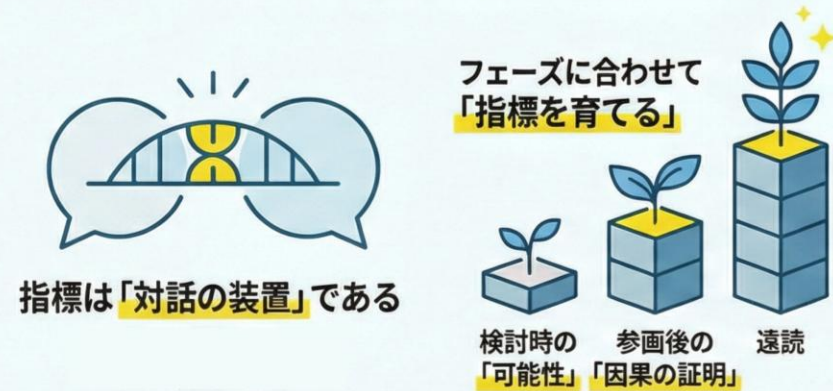 指標は「対話の装置」である
フェーズに合わせて
「指標を育てる」
検討時の
「可能性」
参画後の
「因果の証明」
遠読